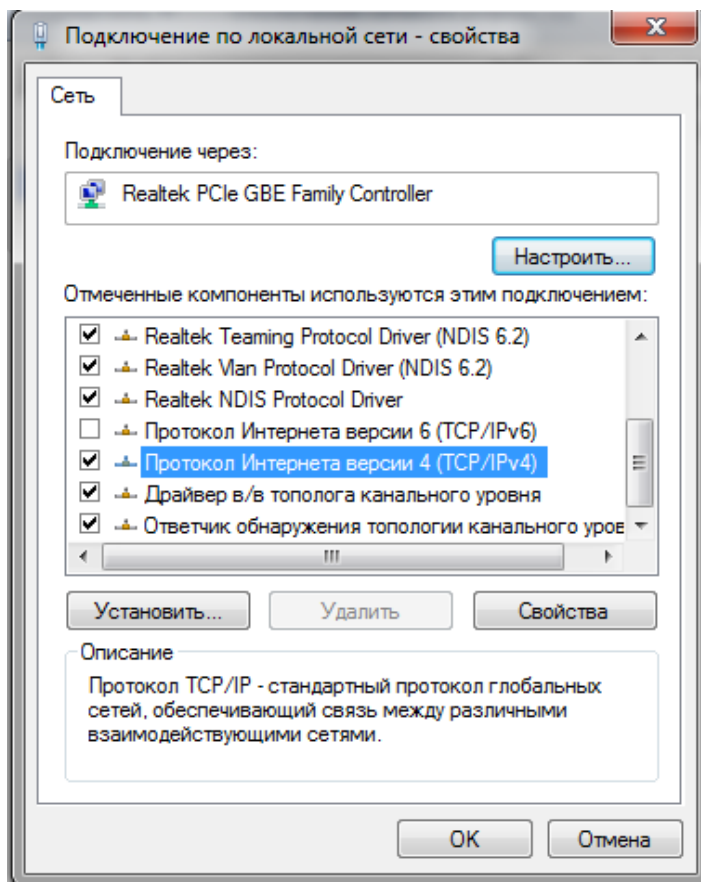 Подключение по локальной сети - свойства
Сеть
Подключение через:
Realtek PCIe GBE Family Controller
Настроить...
Отмеченные компоненты используются этим подключением:
Realtek Teaming Protocol Driver (NDIS 6.2)
Realtek Vlan Protocol Driver (NDIS 6.2)
Realtek NDIS Protocol Driver
Протокол Интернета версии 6 (TCP/IPv6)
Протокол Интернета версии 4 (TCP/IPv4)
Драйвер в/в тополога канального уровня
Ответчик обнаружения топологии канального уров
Установить... Удалить Свойства
Описание
Протокол TCP/IP - стандартный протокол глобальных
сетей, обеспечивающий связь между различными
взаимодействующими сетями.
OK Отмена